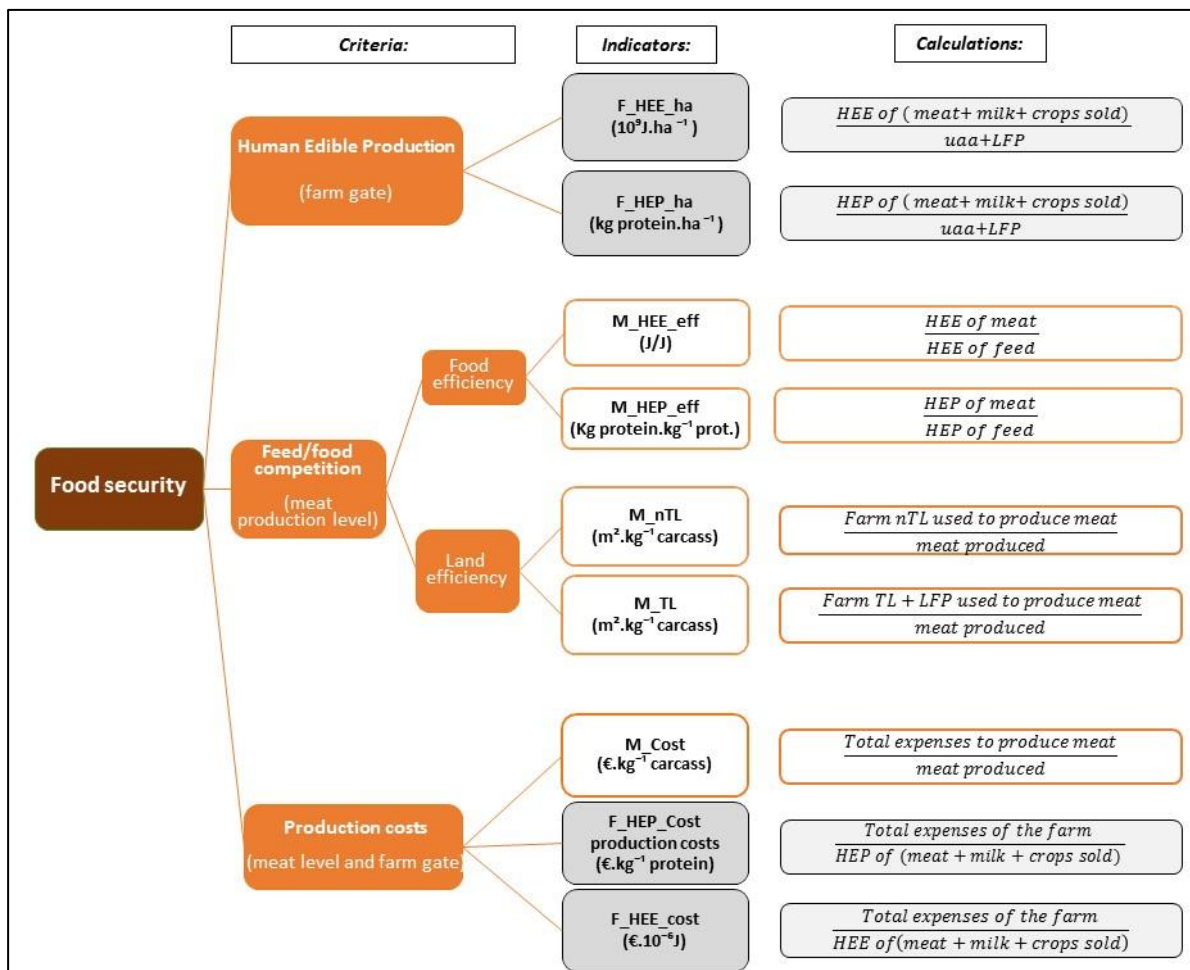 Criteria:
Indicators:
Calculations:
Food security
Human Edible Production
(farm gate)
F_HEE_ha
(10⁹J.ha⁻¹)
HEE of (meat+ milk+ crops sold)
uaa+LFP
F_HEP_ha
(kg protein.ha⁻¹)
HEP of (meat+ milk+ crops sold)
uaa+LFP
Feed/food
competition
(meat
production level)
Food
efficiency
M_HEE_eff
(J/J)
HEE of meat
HEE of feed
M_HEP_eff
(Kg protein.kg⁻¹ prot.)
HEP of meat
HEP of feed
Land
efficiency
M_nTL
(m².kg⁻¹ carcass)
Farm nTL used to produce meat
meat produced
M_TL
(m².kg⁻¹ carcass)
Farm TL + LFP used to produce meat
meat produced
Production costs
(meat level and farm gate)
M_Cost
(€.kg⁻¹ carcass)
Total expenses to produce meat
meat produced
F_HEP_Cost
production costs
(€.kg⁻¹ protein)
Total expenses of the farm
HEP of (meat + milk + crops sold)
F_HEE_cost
(€.10⁻⁶J)
Total expenses of the farm
HEE of(meat + milk + crops sold)